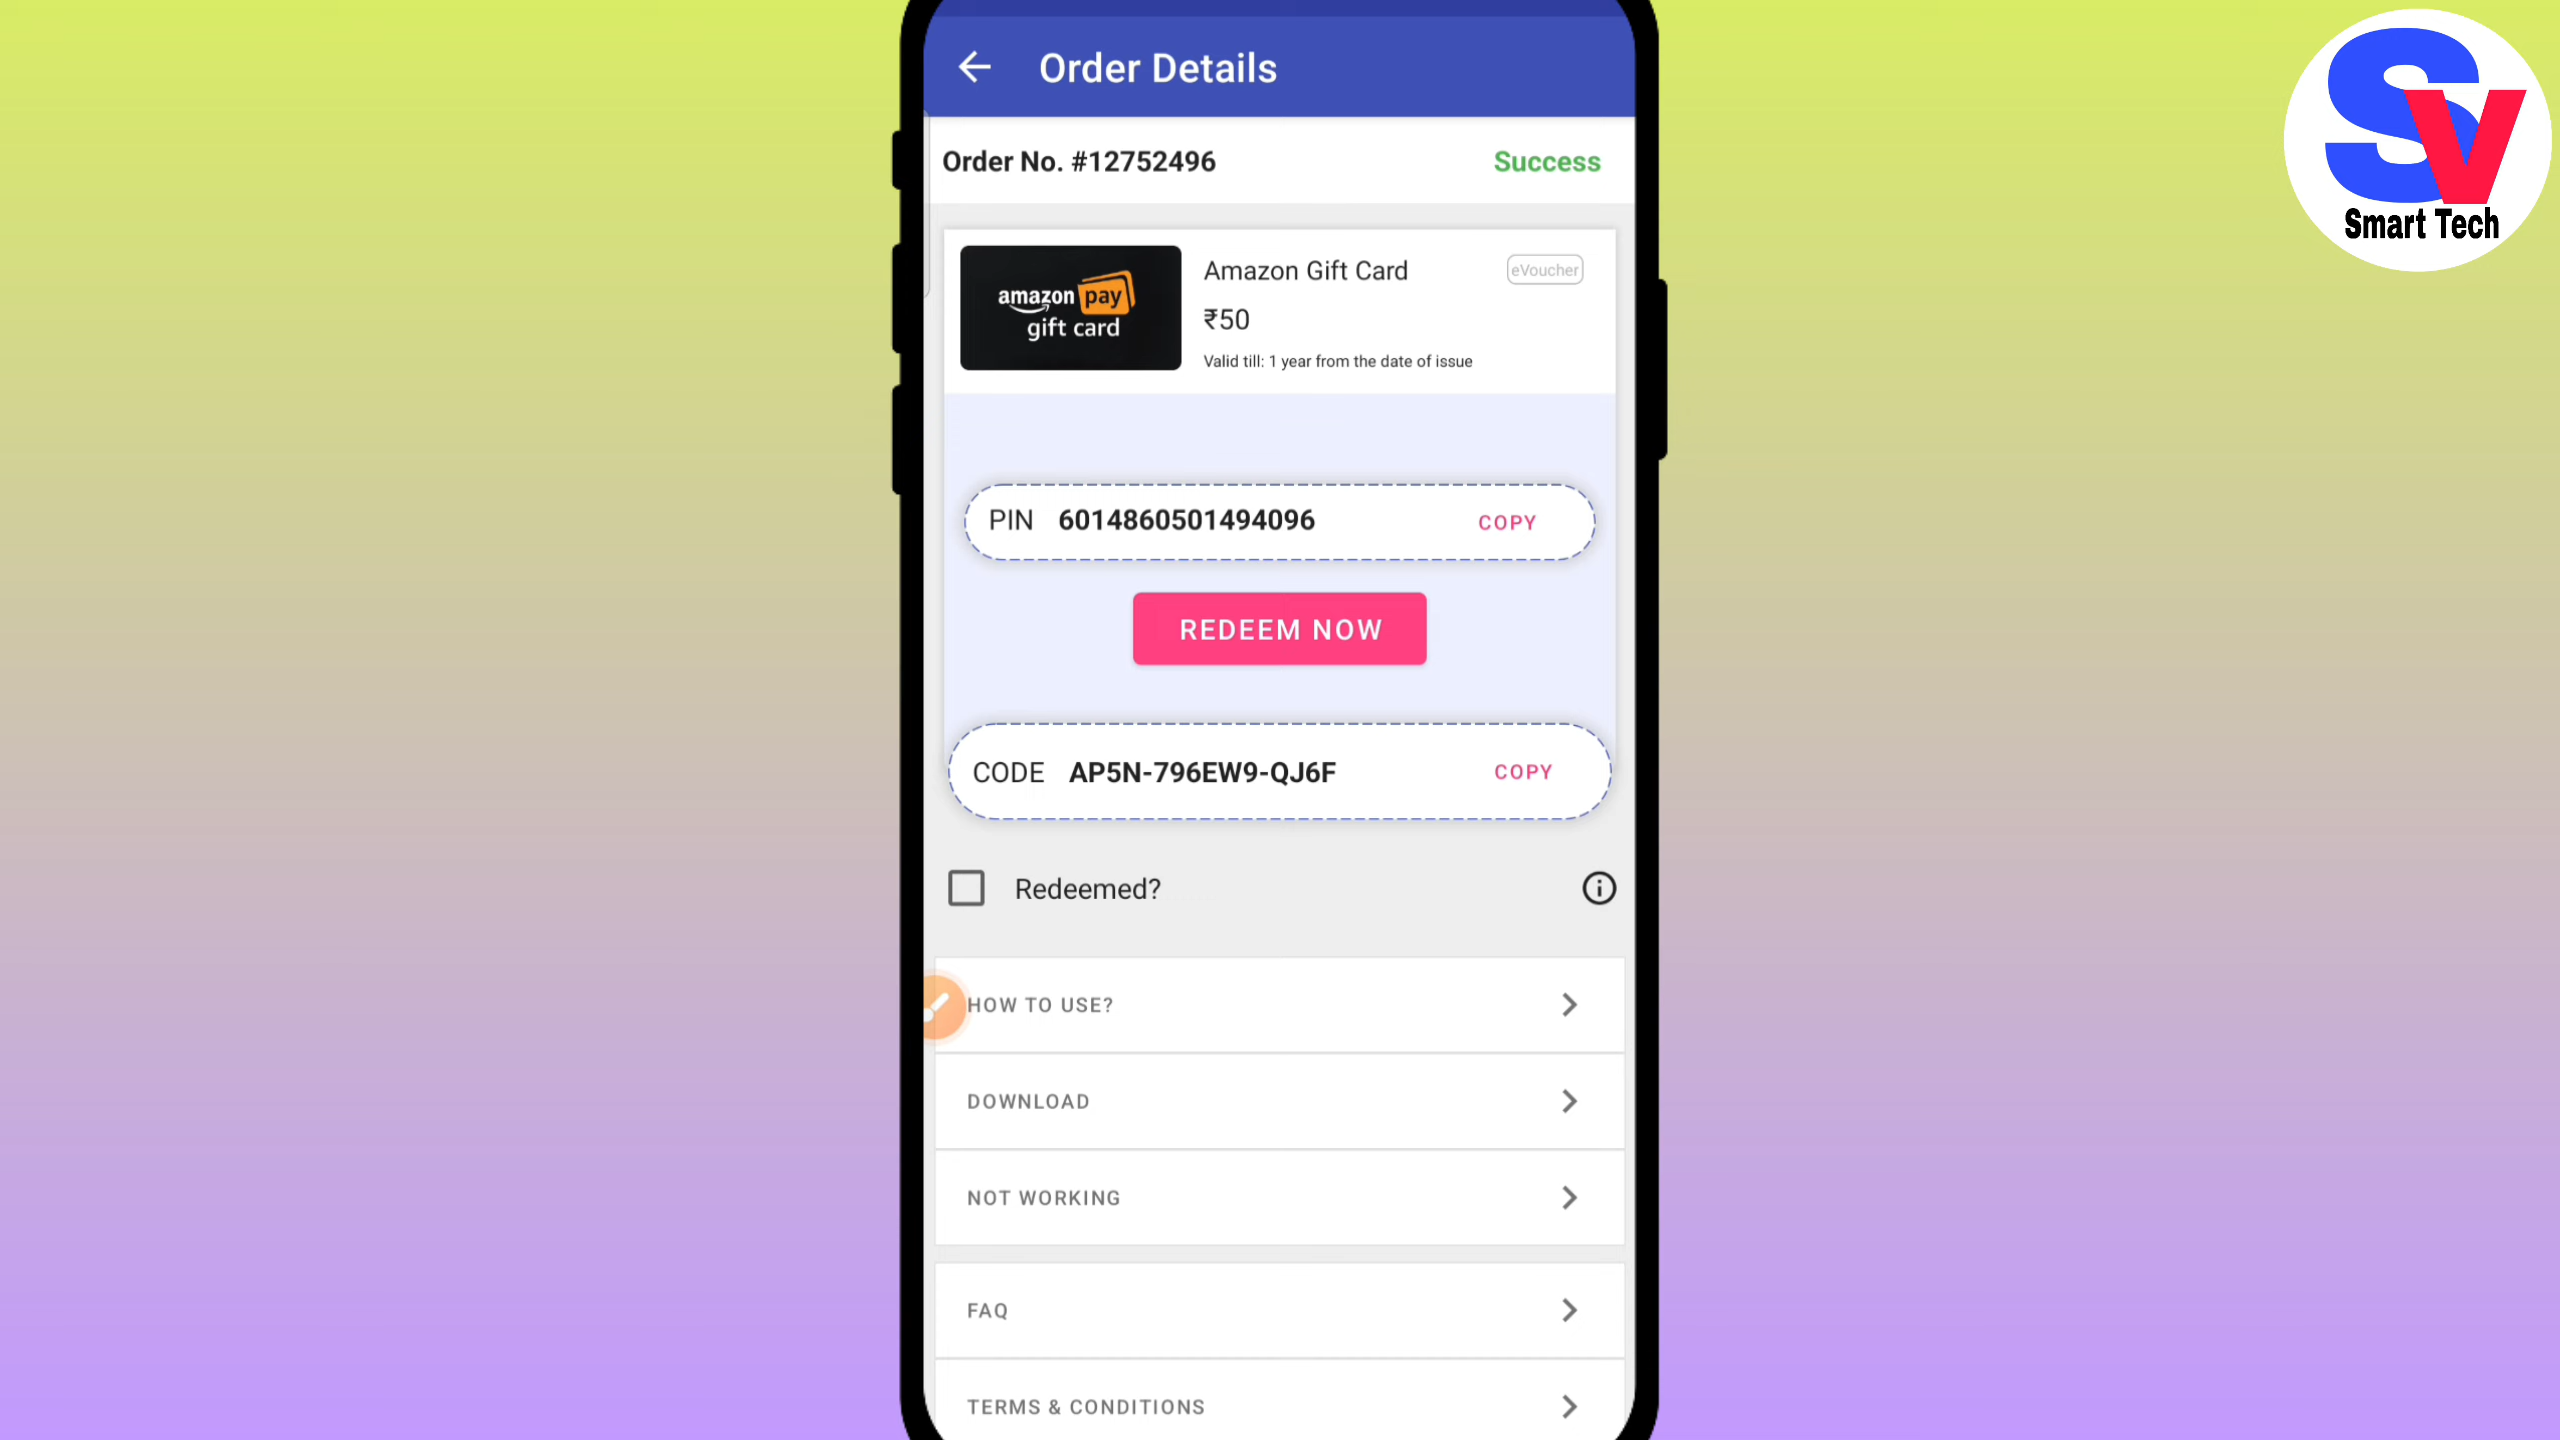 Order Details
Order No. #12752496 Success
amazon pay
gift card
Amazon Gift Card eVoucher
₹50
Valid till: 1 year from the date of issue
PIN 6014860501494096 COPY
REDEEM NOW
CODE AP5N-796EW9-QJ6F COPY
Redeemed?
HOW TO USE?
DOWNLOAD
NOT WORKING
FAQ
TERMS & CONDITIONS
SV
Smart Tech